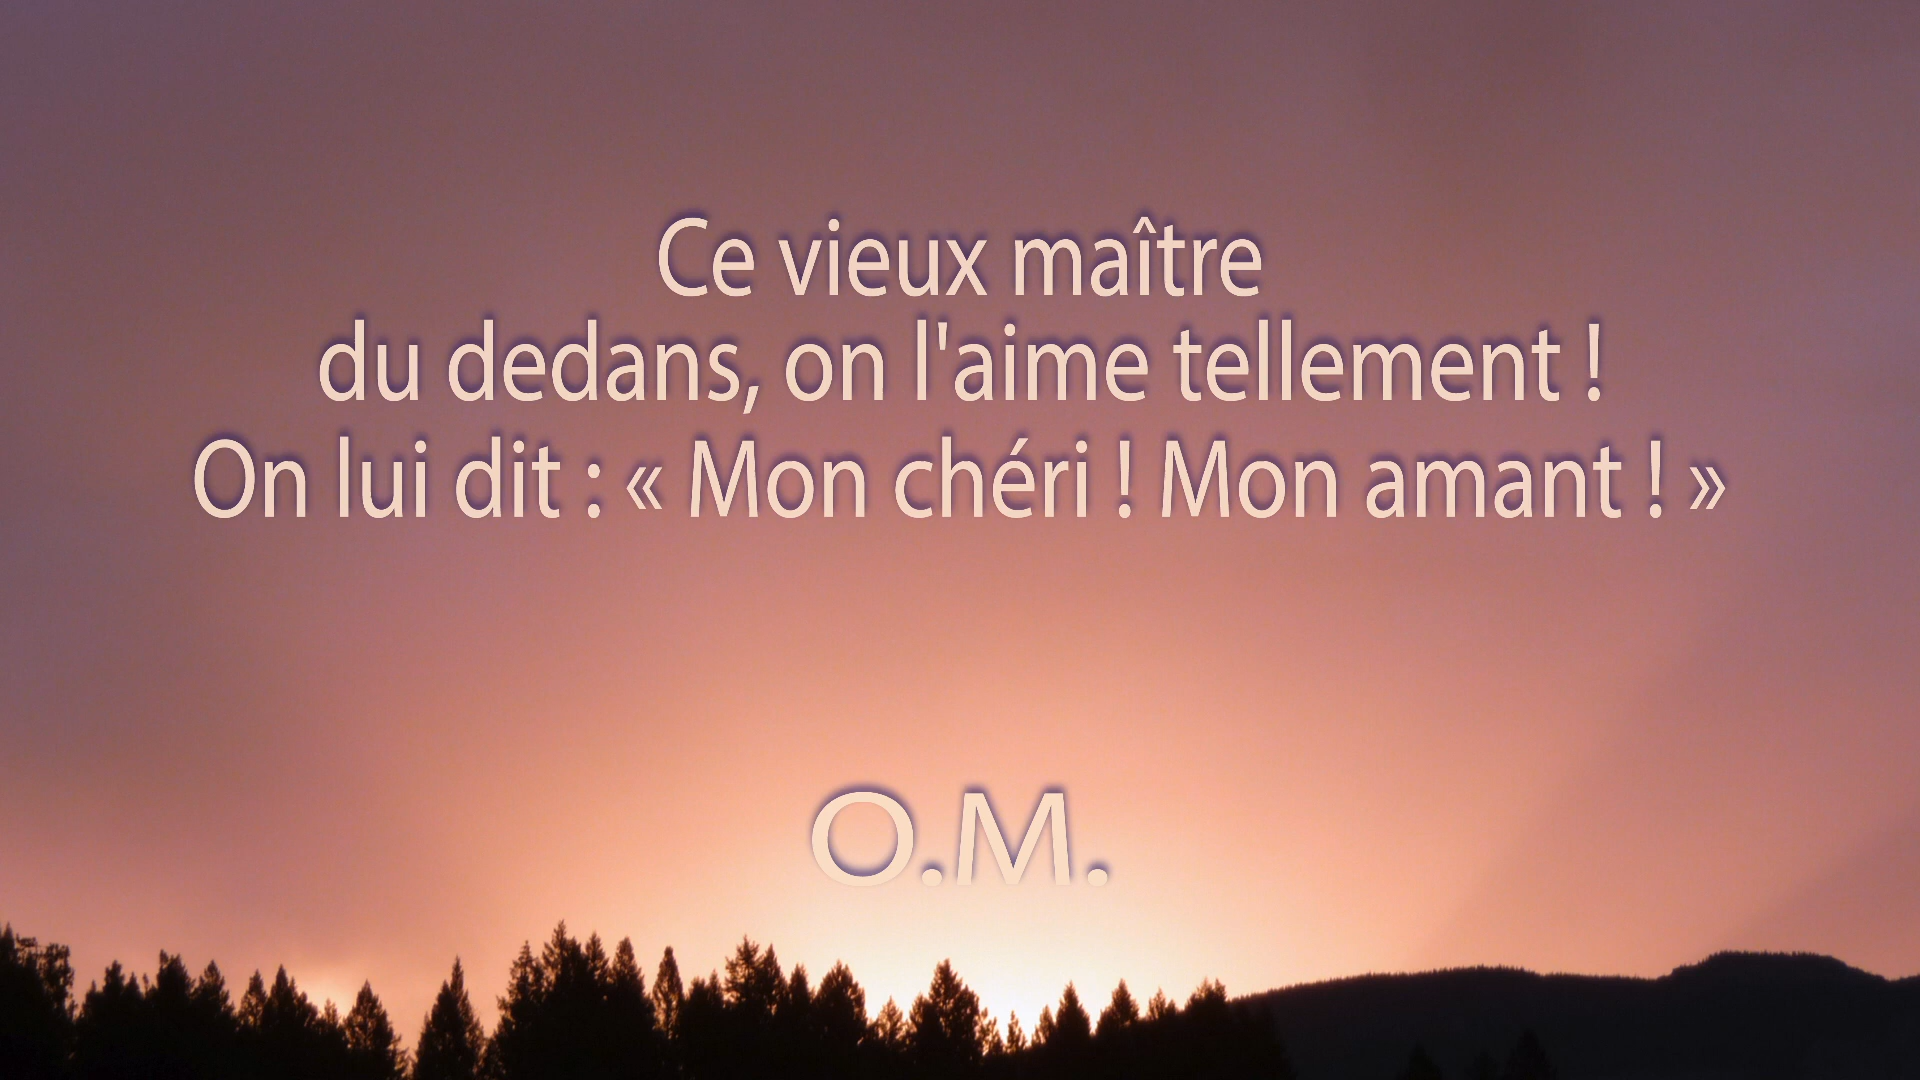 Ce vieux maître
du dedans, on l'aime tellement !
On lui dit : « Mon chéri ! Mon amant ! »
O.M.